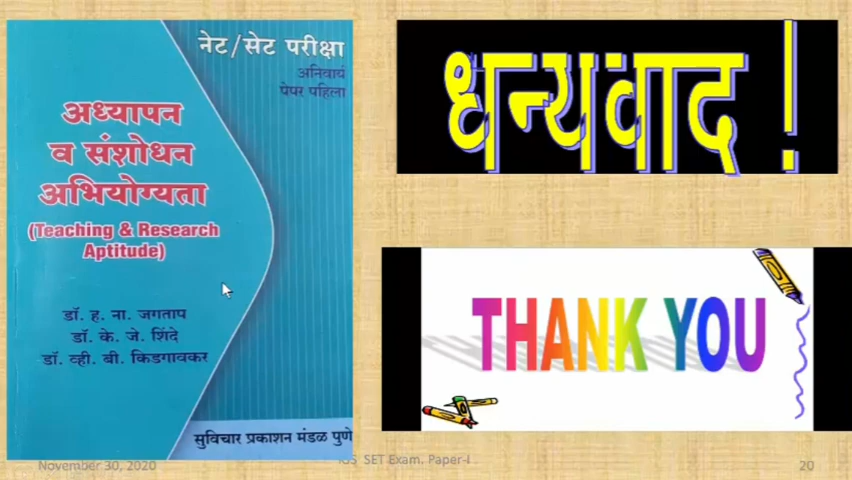 नेट/सेट परीक्षा
अनिवार्य
पेपर पहिला
अध्यापन
व संशोधन
अभियोग्यता
(Teaching & Research
Aptitude)
डॉ. ह. ना. जगताप
डॉ. के. जे. शिंदे
डॉ. व्ही. बी. किडगावकर
सुविचार प्रकाशन मंडळ पुणे
धन्यवाद !
THANK YOU
November 30, 2020
SET Exam. Paper-I
20